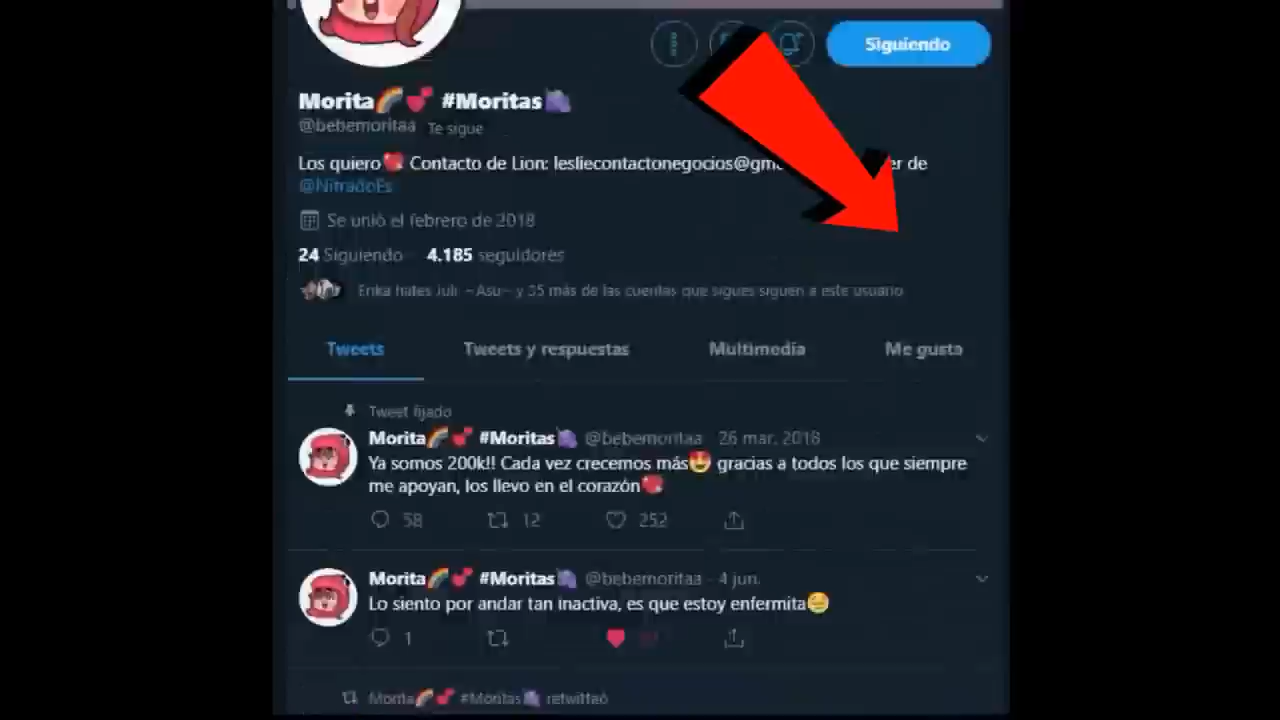 Siguiendo
Morita🌈💕 #Moritas🍇
@bebemoritaa Te sigue
Los quiero💘 Contacto de Lion: lesliecontactonegocios@gm er de
@NitradoEs
Se unió el febrero de 2018
24 Siguiendo 4.185 seguidores
Erika hates Juli ~Asu~ y 35 más de las cuentas que sigues siguen a este usuario
Tweets Tweets y respuestas Multimedia Me gusta
Tweet fijado
Morita🌈💕 #Moritas🍇 @bebemoritaa · 26 mar. 2018
Ya somos 200k!! Cada vez crecemos más😍 gracias a todos los que siempre
me apoyan, los llevo en el corazón💘
58 12 252
Morita🌈💕 #Moritas🍇 @bebemoritaa · 4 jun.
Lo siento por andar tan inactiva, es que estoy enfermita🤒
1
Morita🌈💕 #Moritas🍇 retwitteó